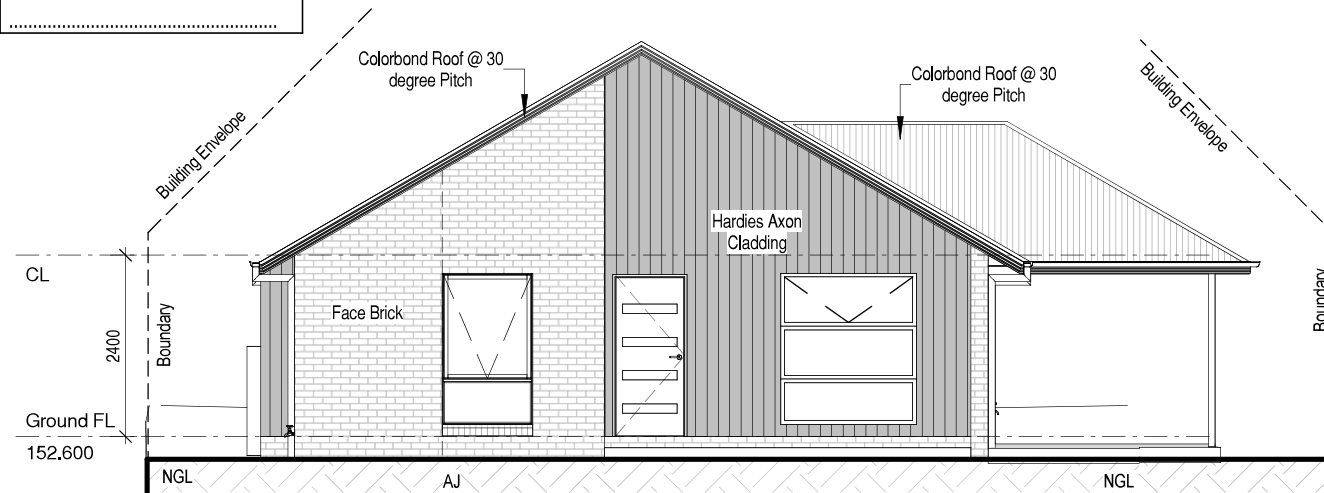 Colorbond Roof @ 30
degree Pitch
Colorbond Roof @ 30
degree Pitch
Building Envelope
Building Envelope
Hardies Axon
Cladding
CL
Face Brick
2400
Boundary
Boundary
Ground FL
152.600
NGL
AJ
NGL